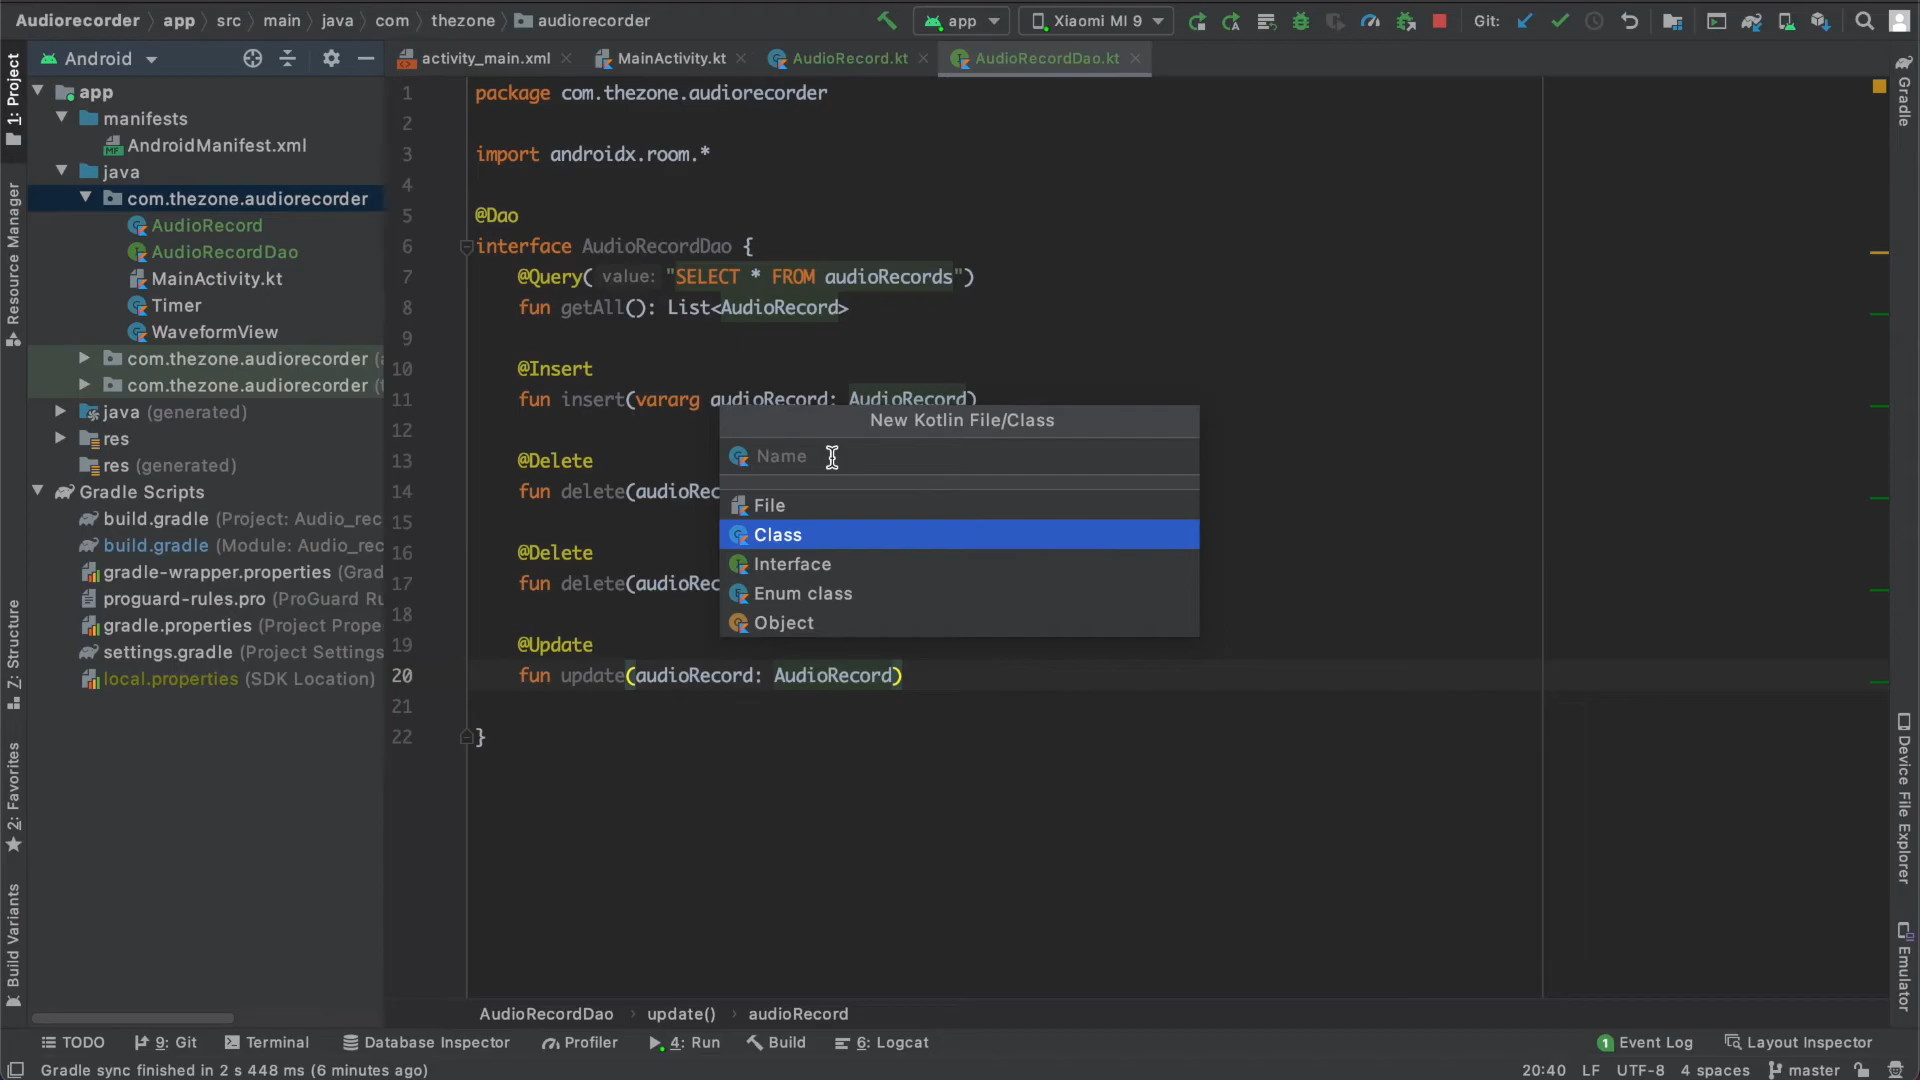 Audiorecorder app src main java com thezone audiorecorder app Xiaomi MI 9 Git:
Android activity_main.xml MainActivity.kt AudioRecord.kt AudioRecordDao.kt
1: Project
Resource Manager
Z: Structure
2: Favorites
Build Variants
app
manifests
AndroidManifest.xml
java
com.thezone.audiorecorder
AudioRecord
AudioRecordDao
MainActivity.kt
Timer
WaveformView
com.thezone.audiorecorder (
com.thezone.audiorecorder (
java (generated)
res
res (generated)
Gradle Scripts
build.gradle (Project: Audio_rec
build.gradle (Module: Audio_rec
gradle-wrapper.properties (Grad
proguard-rules.pro (ProGuard Ru
gradle.properties (Project Prope
settings.gradle (Project Settings
local.properties (SDK Location)
1 package com.thezone.audiorecorder
2
3 import androidx.room.*
4
5 @Dao
6 interface AudioRecordDao {
7 @Query( value: "SELECT * FROM audioRecords")
8 fun getAll(): List<AudioRecord>
9
10 @Insert
11 fun insert(vararg audioRecord: AudioRecord)
12
13 @Delete
14 fun delete(audioRec
15
16 @Delete
17 fun delete(audioRec
18
19 @Update
20 fun update(audioRecord: AudioRecord)
21
22 }
New Kotlin File/Class
Name
File
Class
Interface
Enum class
Object
Gradle
Device File Explorer
Emulator
AudioRecordDao update() audioRecord
TODO 9: Git Terminal Database Inspector Profiler 4: Run Build 6: Logcat 1 Event Log Layout Inspector
Gradle sync finished in 2 s 448 ms (6 minutes ago) 20:40 LF UTF-8 4 spaces master